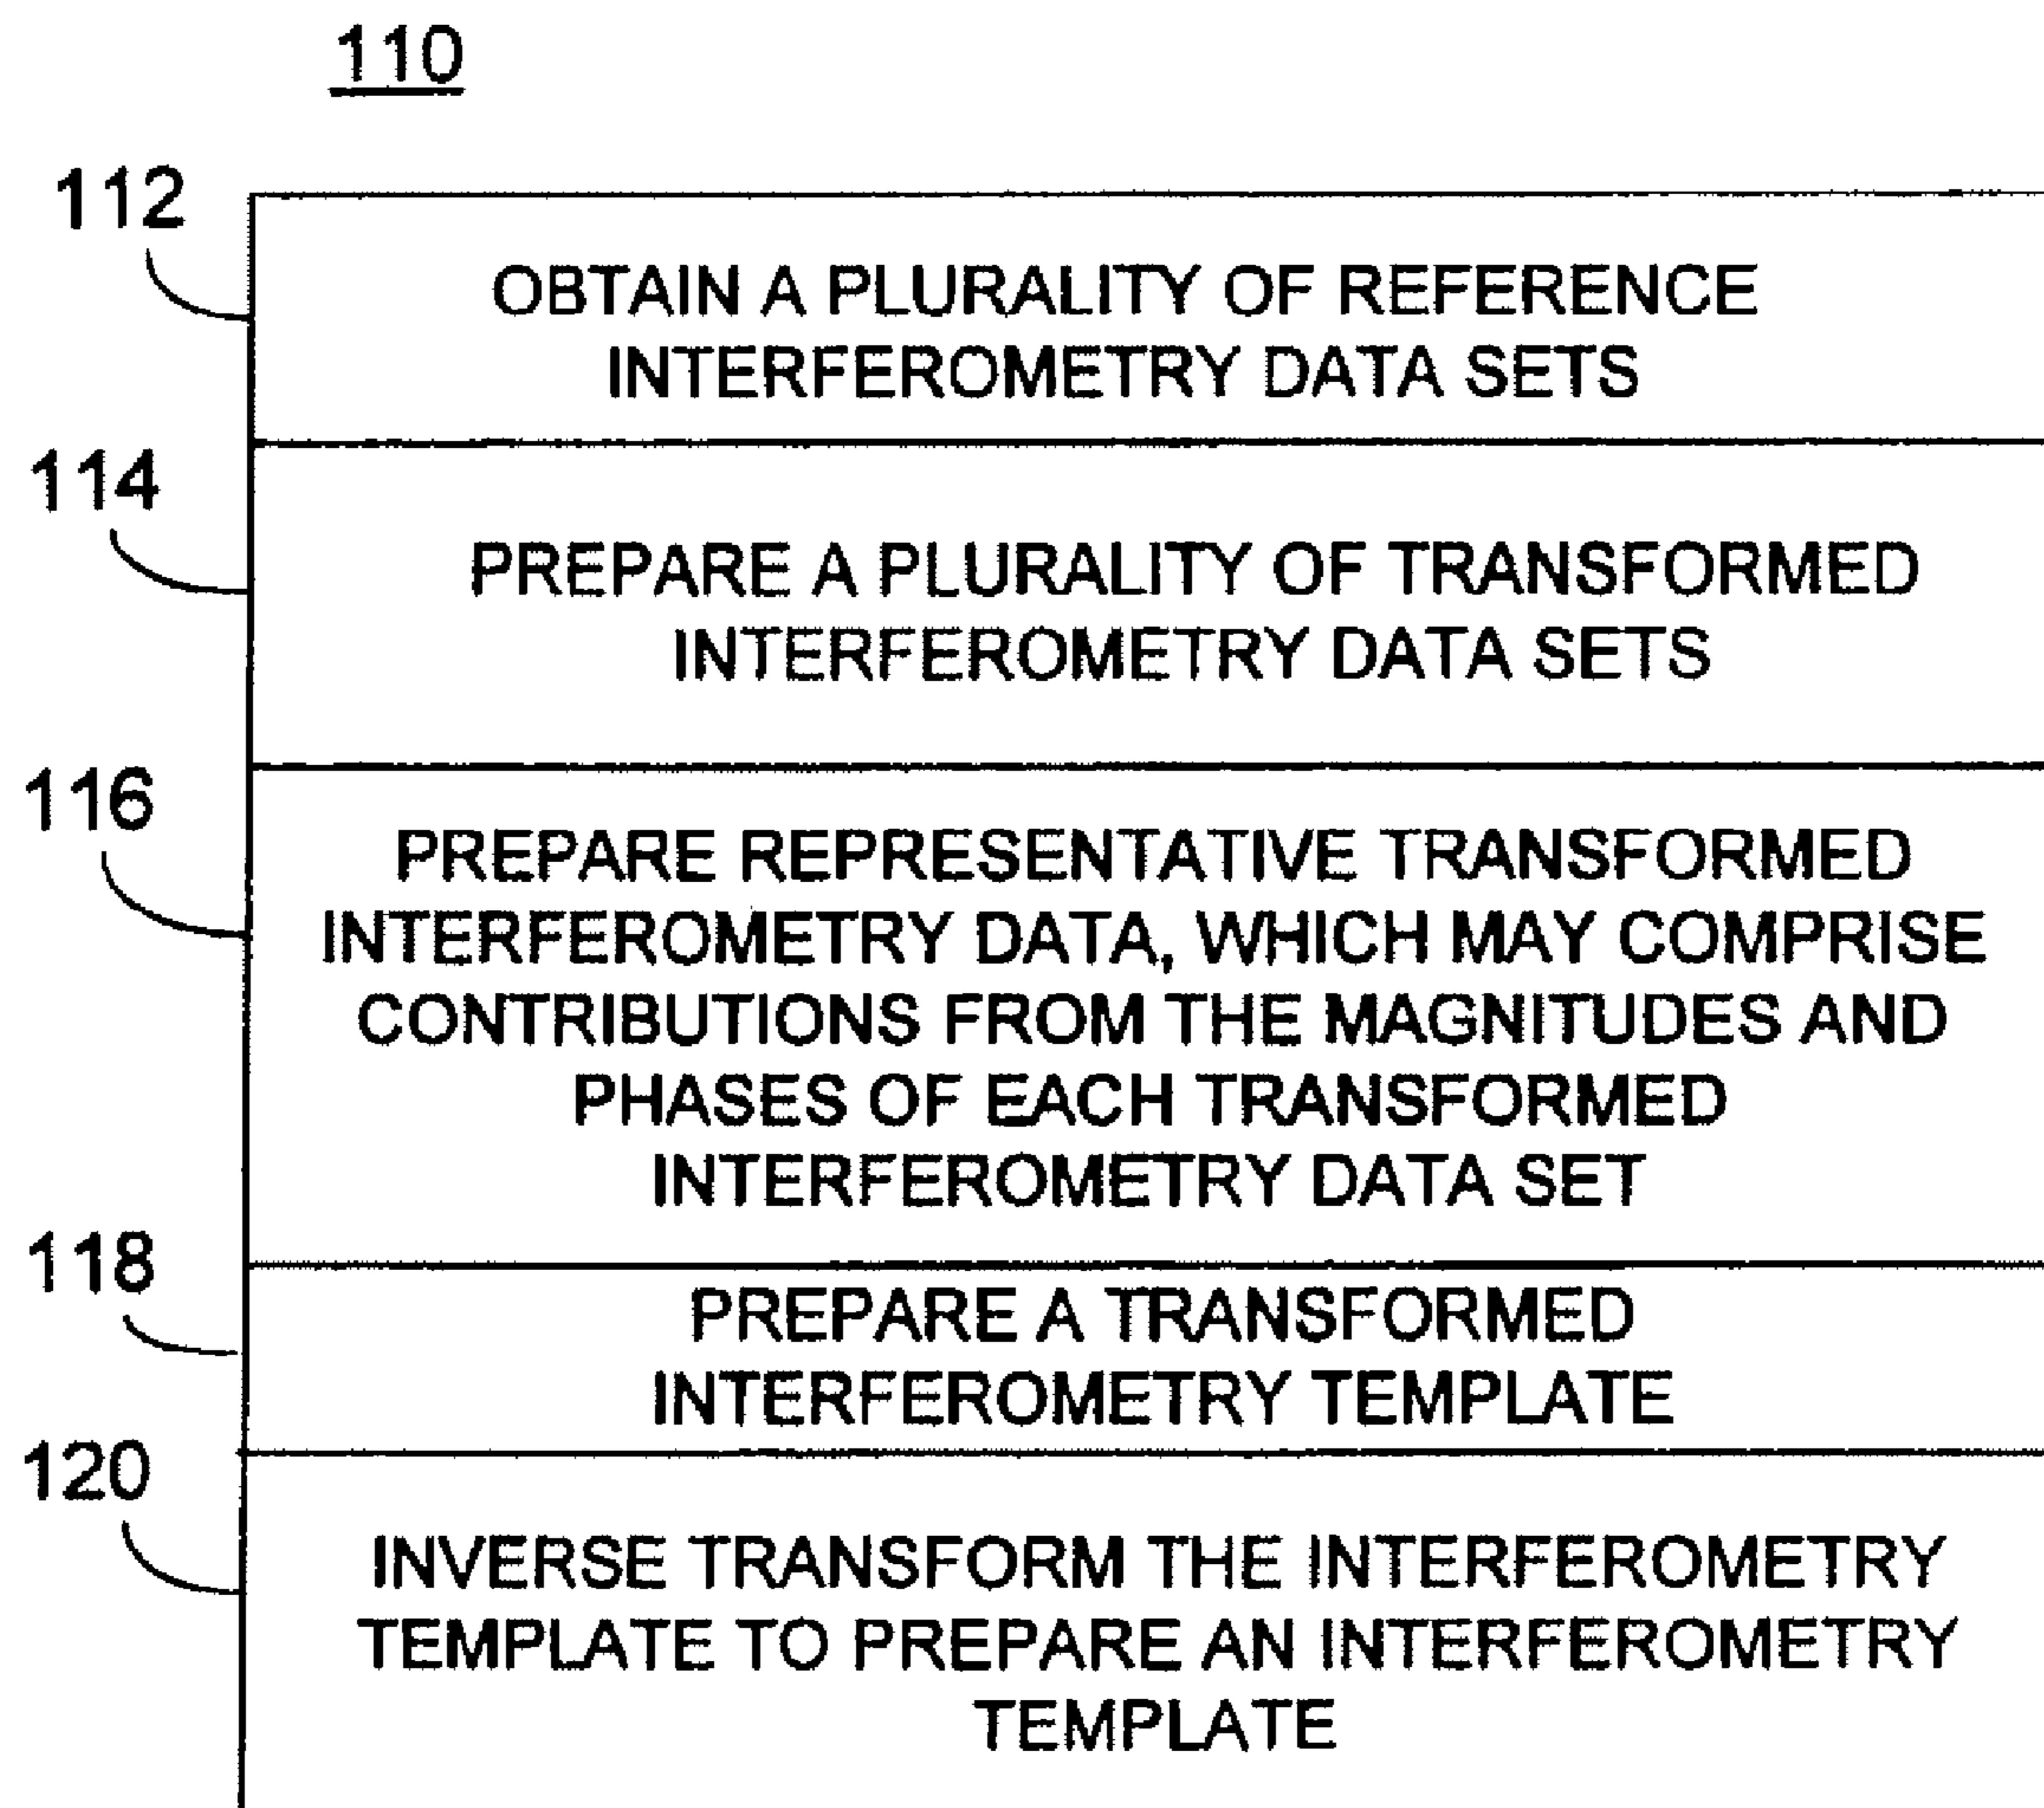 110
112
OBTAIN A PLURALITY OF REFERENCE
INTERFEROMETRY DATA SETS
114
PREPARE A PLURALITY OF TRANSFORMED
INTERFEROMETRY DATA SETS
116
PREPARE REPRESENTATIVE TRANSFORMED
INTERFEROMETRY DATA, WHICH MAY COMPRISE
CONTRIBUTIONS FROM THE MAGNITUDES AND
PHASES OF EACH TRANSFORMED
INTERFEROMETRY DATA SET
118
PREPARE A TRANSFORMED
INTERFEROMETRY TEMPLATE
120
INVERSE TRANSFORM THE INTERFEROMETRY
TEMPLATE TO PREPARE AN INTERFEROMETRY
TEMPLATE